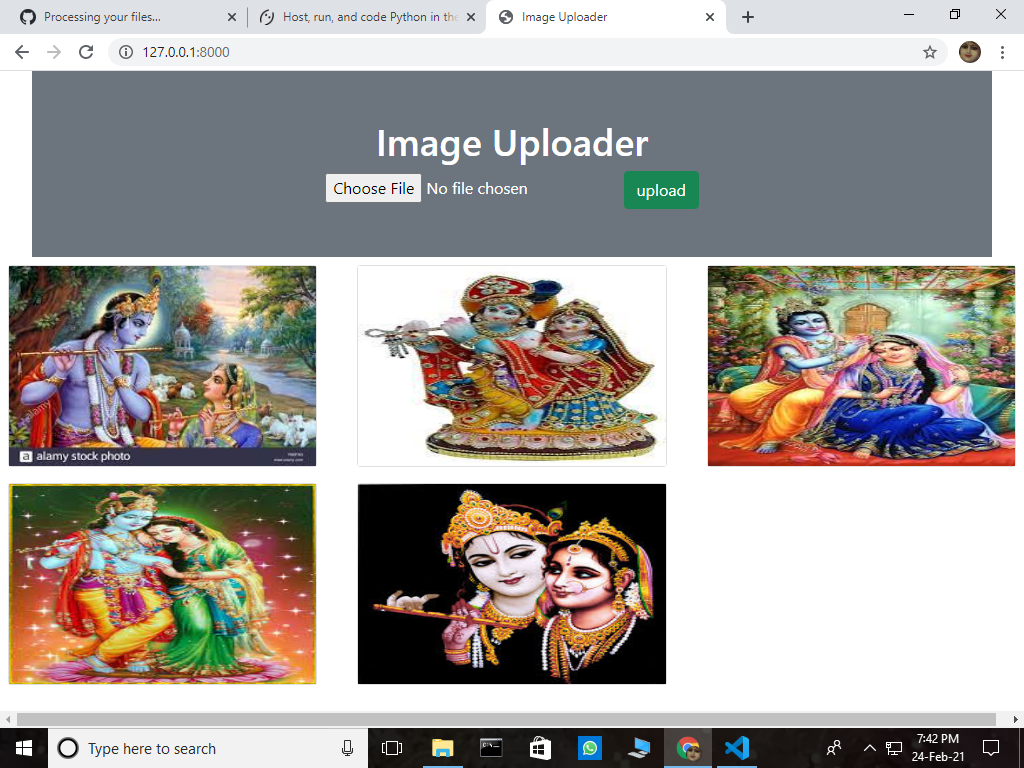 Processing your files...
Host, run, and code Python in the
Image Uploader
127.0.0.1:8000
Image Uploader
Choose File No file chosen
upload
a alamy stock photo
Type here to search
7:42 PM
24-Feb-21